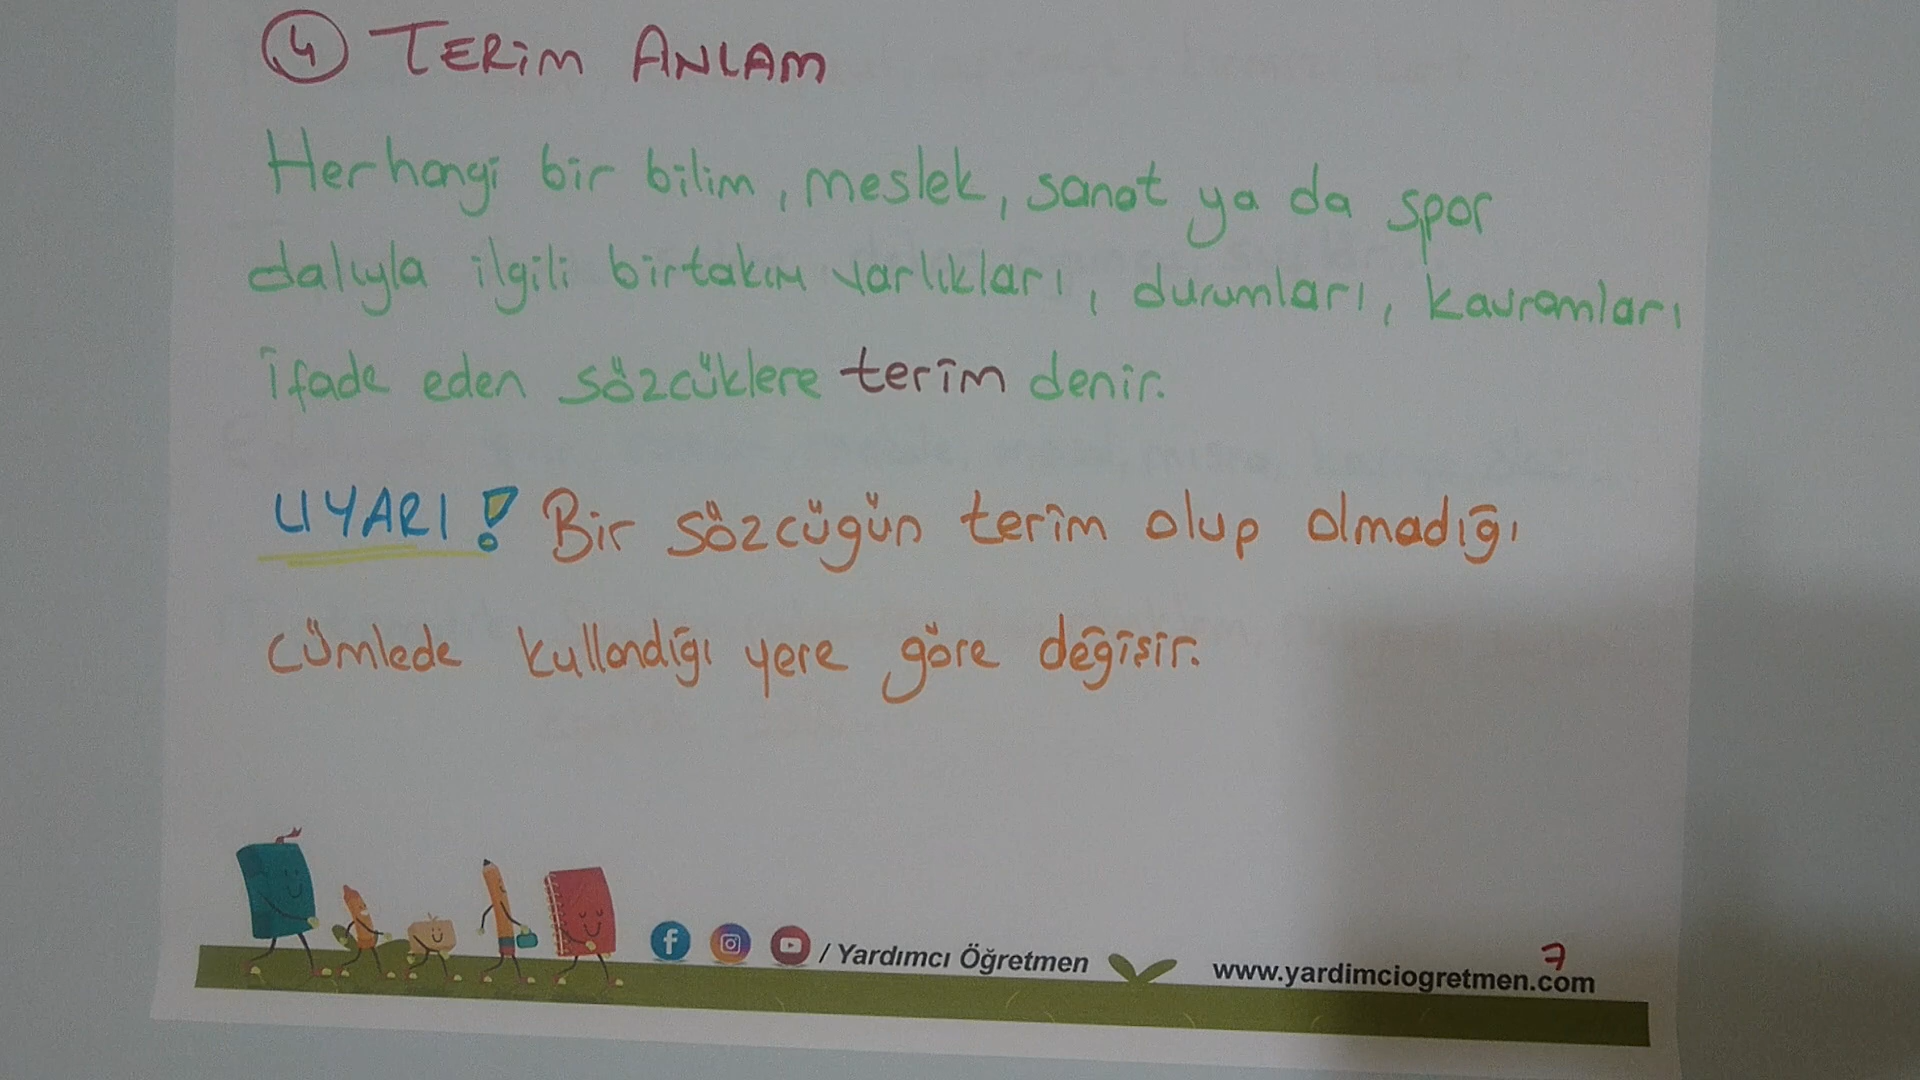 4 TERİM ANLAM
Herhangi bir bilim, meslek, sanat ya da spor
dalıyla ilgili birtakım varlıkları, durumları, kavramları
ifade eden sözcüklere terim denir.
UYARI! Bir sözcüğün terim olup olmadığı
cümlede kullandığı yere göre değişir.
/ Yardımcı Öğretmen
www.yardimciogretmen.com
7